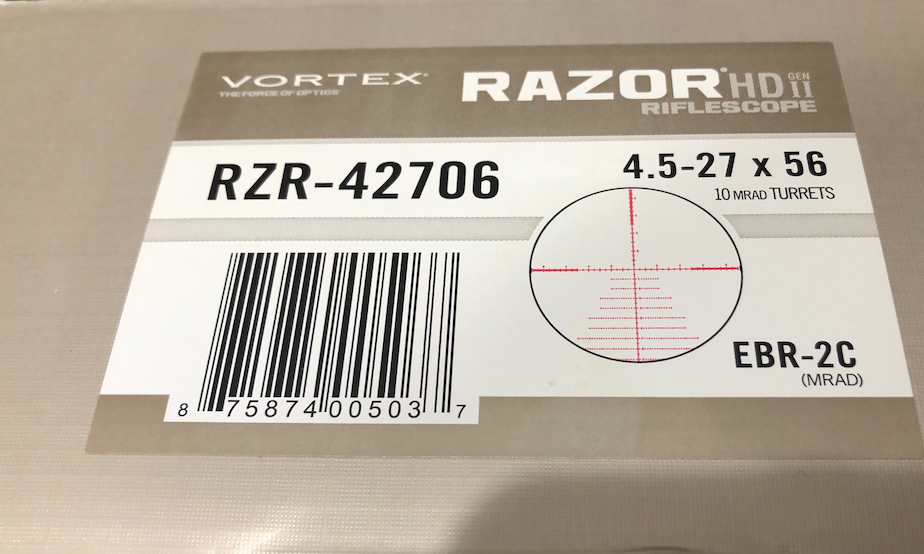 VORTEX®
THE FORCE OF OPTICS®
RAZOR® HD GEN II
RIFLESCOPE
RZR-42706
4.5-27 x 56
10 MRAD TURRETS
EBR-2C
(MRAD)
8 75874 00503 7